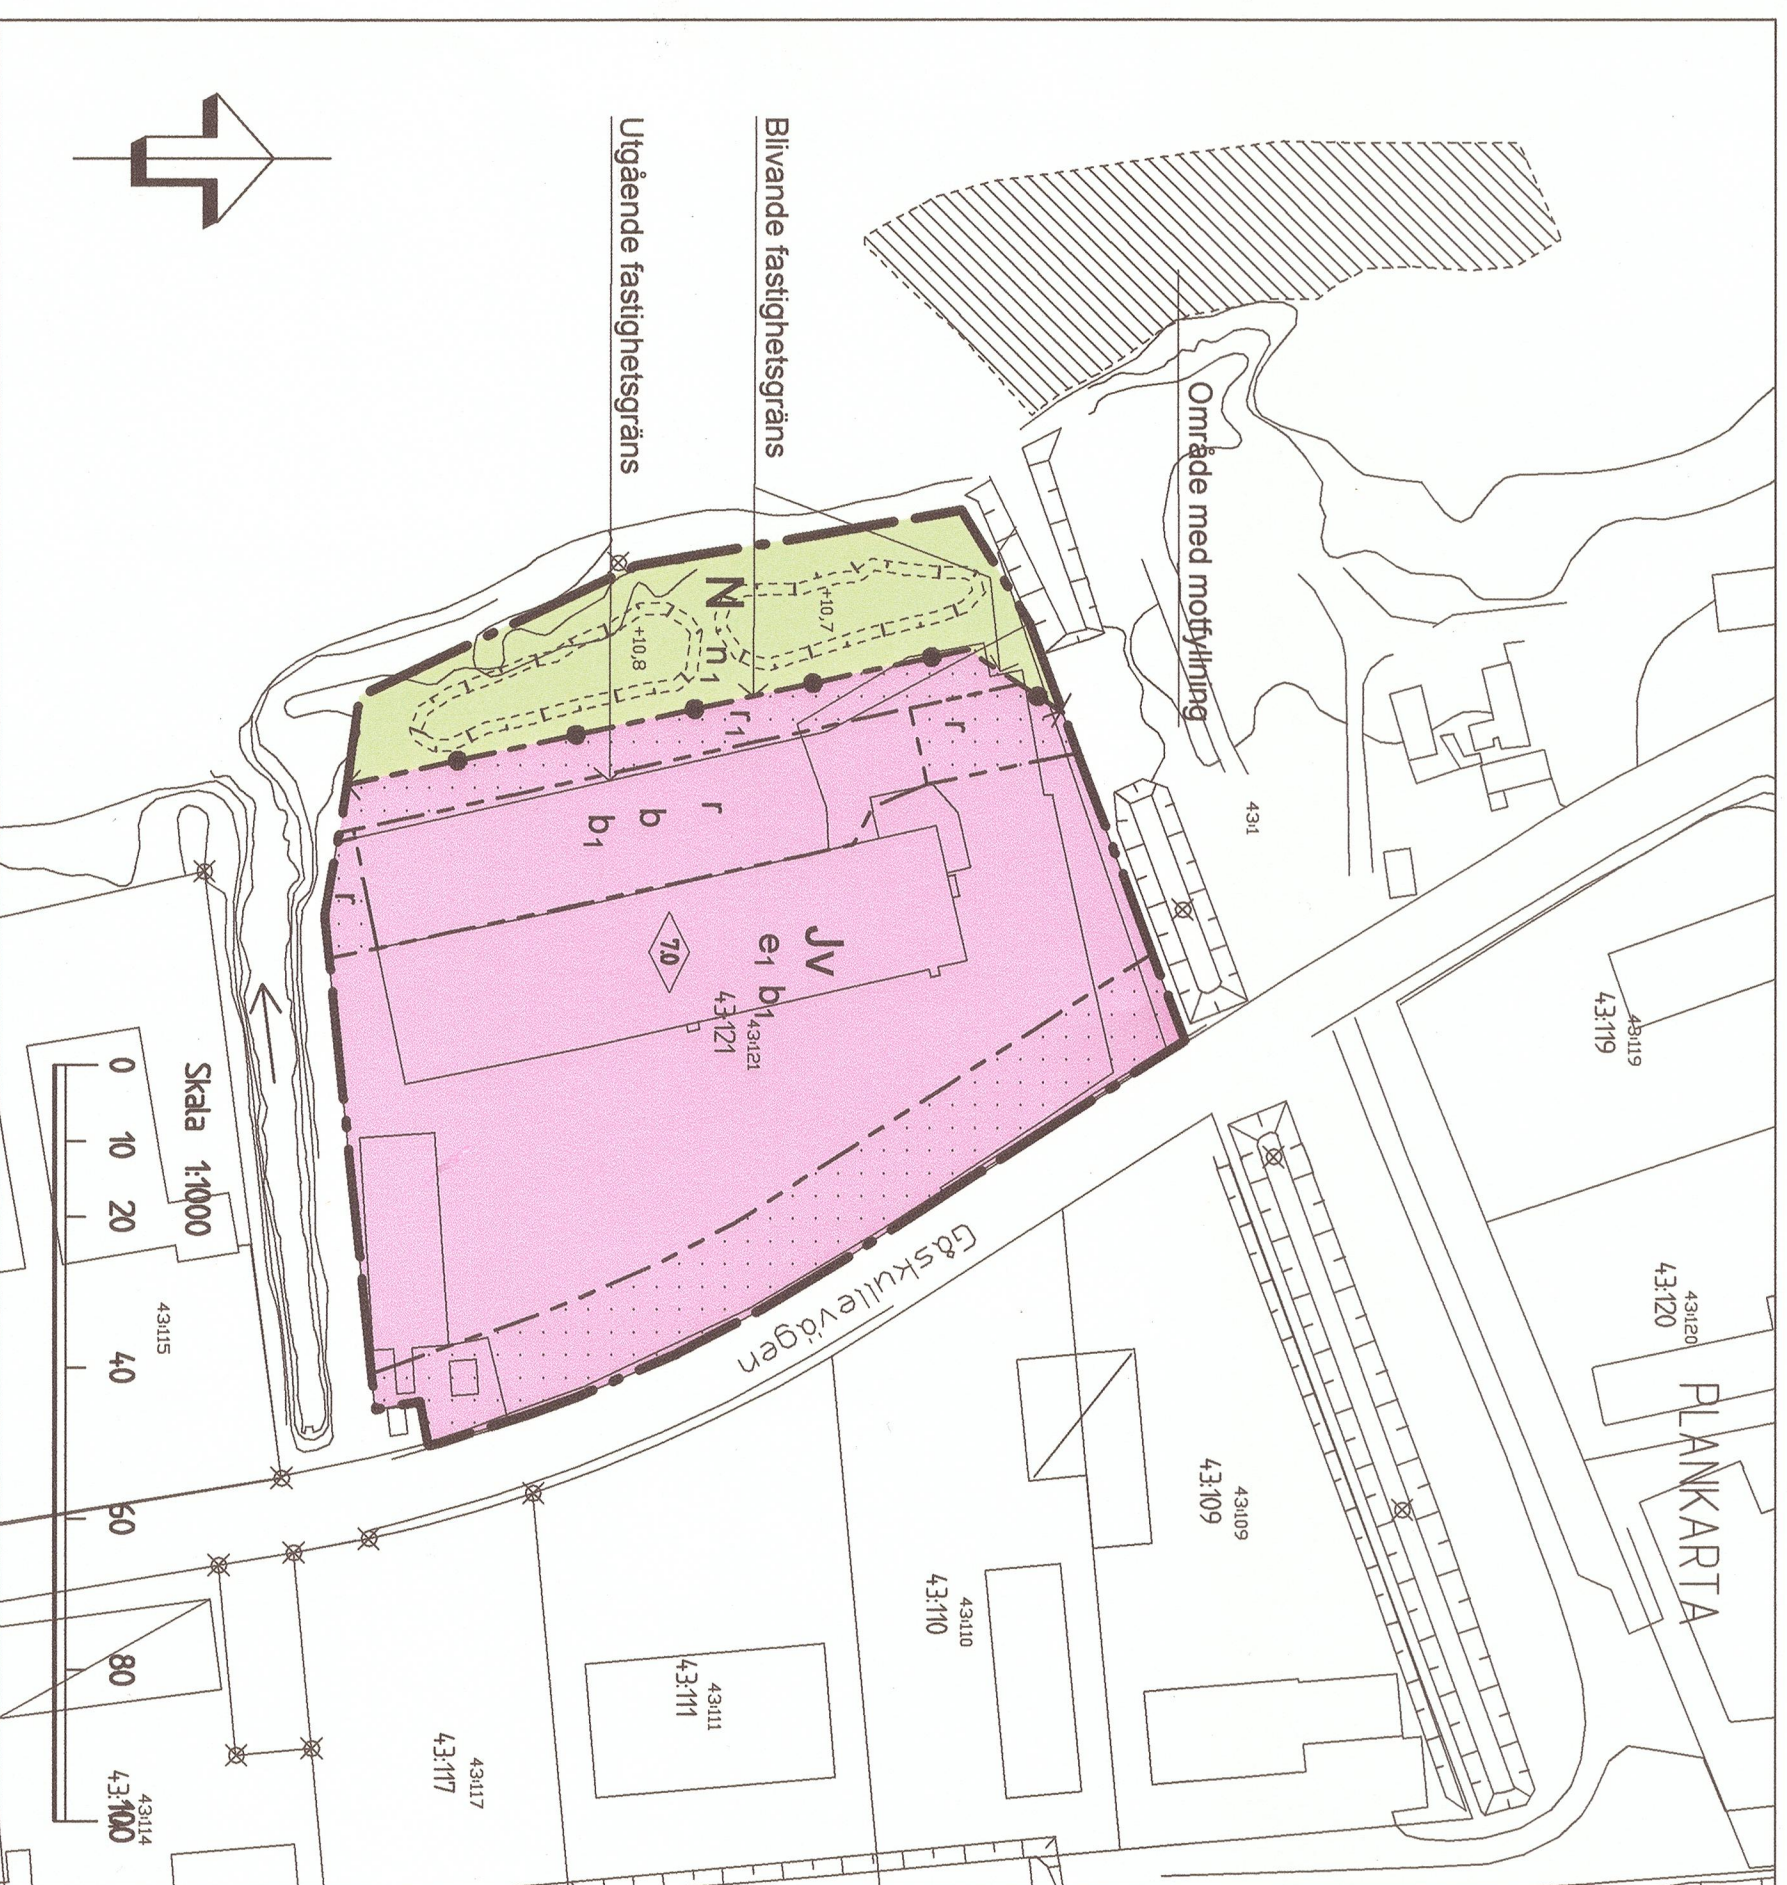 PLANKARTA
Område med motfyllning
Blivande fastighetsgräns
Utgående fastighetsgräns
43:1
43:119
43:119
43:120
43:120
43:109
43:109
43:110
43:110
43:111
43:111
43:117
43:117
43:114
43:115
Gåskullevägen
+10,7
+10,8
N
n1
r1
r
r
b
b1
r
Jv
e1 b1
7.0
43:121
43:121
Skala 1:1000
0 10 20 40 60 80 100